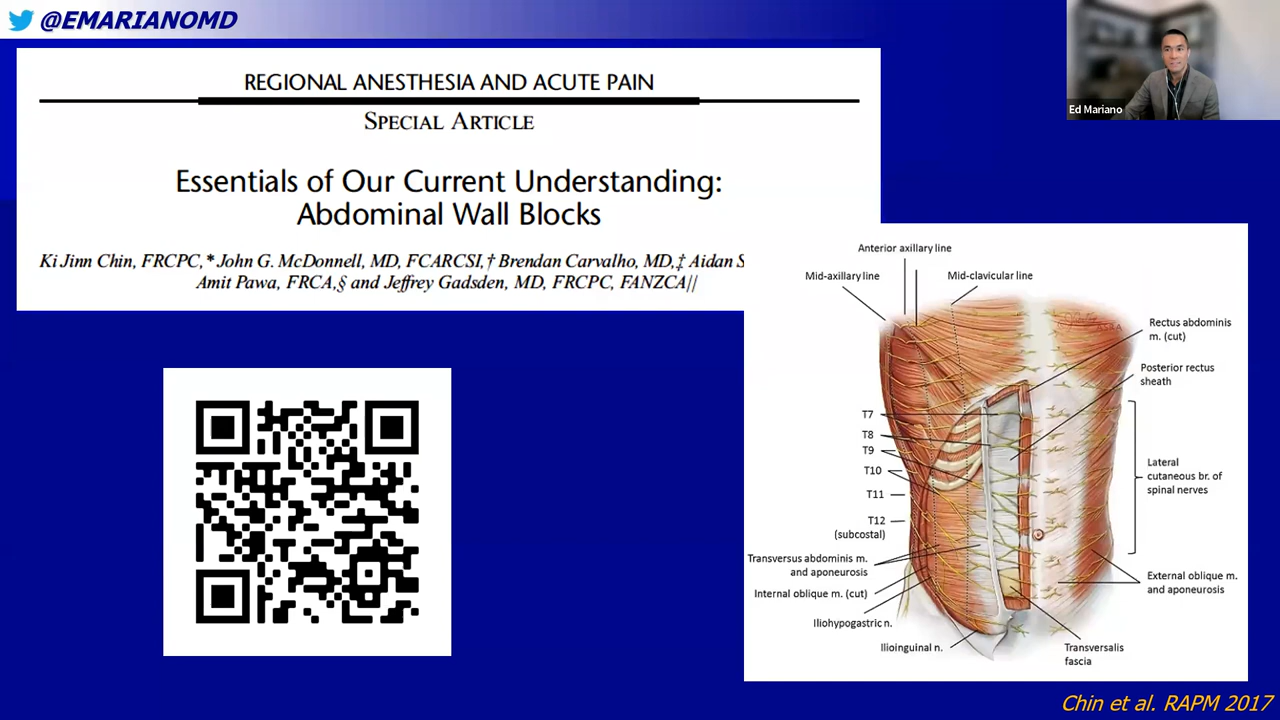 @EMARIANOMD
Ed Mariano
REGIONAL ANESTHESIA AND ACUTE PAIN
SPECIAL ARTICLE
Essentials of Our Current Understanding:
Abdominal Wall Blocks
Ki Jinn Chin, FRCPC,* John G. McDonnell, MD, FCARCSI,† Brendan Carvalho, MD,‡ Aidan S
Amit Pawa, FRCA,§ and Jeffrey Gadsden, MD, FRCPC, FANZCA||
Anterior axillary line
Mid-axillary line
Mid-clavicular line
Rectus abdominis
m. (cut)
Posterior rectus
sheath
T7
T8
T9
T10
T11
T12
(subcostal)
Lateral
cutaneous br. of
spinal nerves
Transversus abdominis m.
and aponeurosis
Internal oblique m. (cut)
Iliohypogastric n.
Ilioinguinal n.
External oblique m.
and aponeurosis
Transversalis
fascia
Chin et al. RAPM 2017